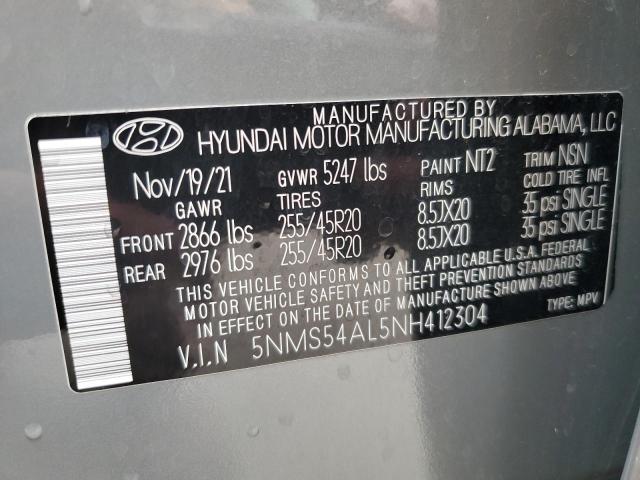 MANUFACTURED BY
HYUNDAI MOTOR MANUFACTURING ALABAMA, LLC
Nov/19/21 GVWR 5247 lbs PAINT NT2 TRIM NSN
GAWR TIRES RIMS COLD TIRE INFL
FRONT 2866 lbs 255/45R20 8.5JX20 35 psi SINGLE
REAR 2976 lbs 255/45R20 8.5JX20 35 psi SINGLE
THIS VEHICLE CONFORMS TO ALL APPLICABLE U.S.A. FEDERAL
MOTOR VEHICLE SAFETY AND THEFT PREVENTION STANDARDS
IN EFFECT ON THE DATE OF MANUFACTURE SHOWN ABOVE
V.I.N 5NMS54AL5NH412304 TYPE: MPV